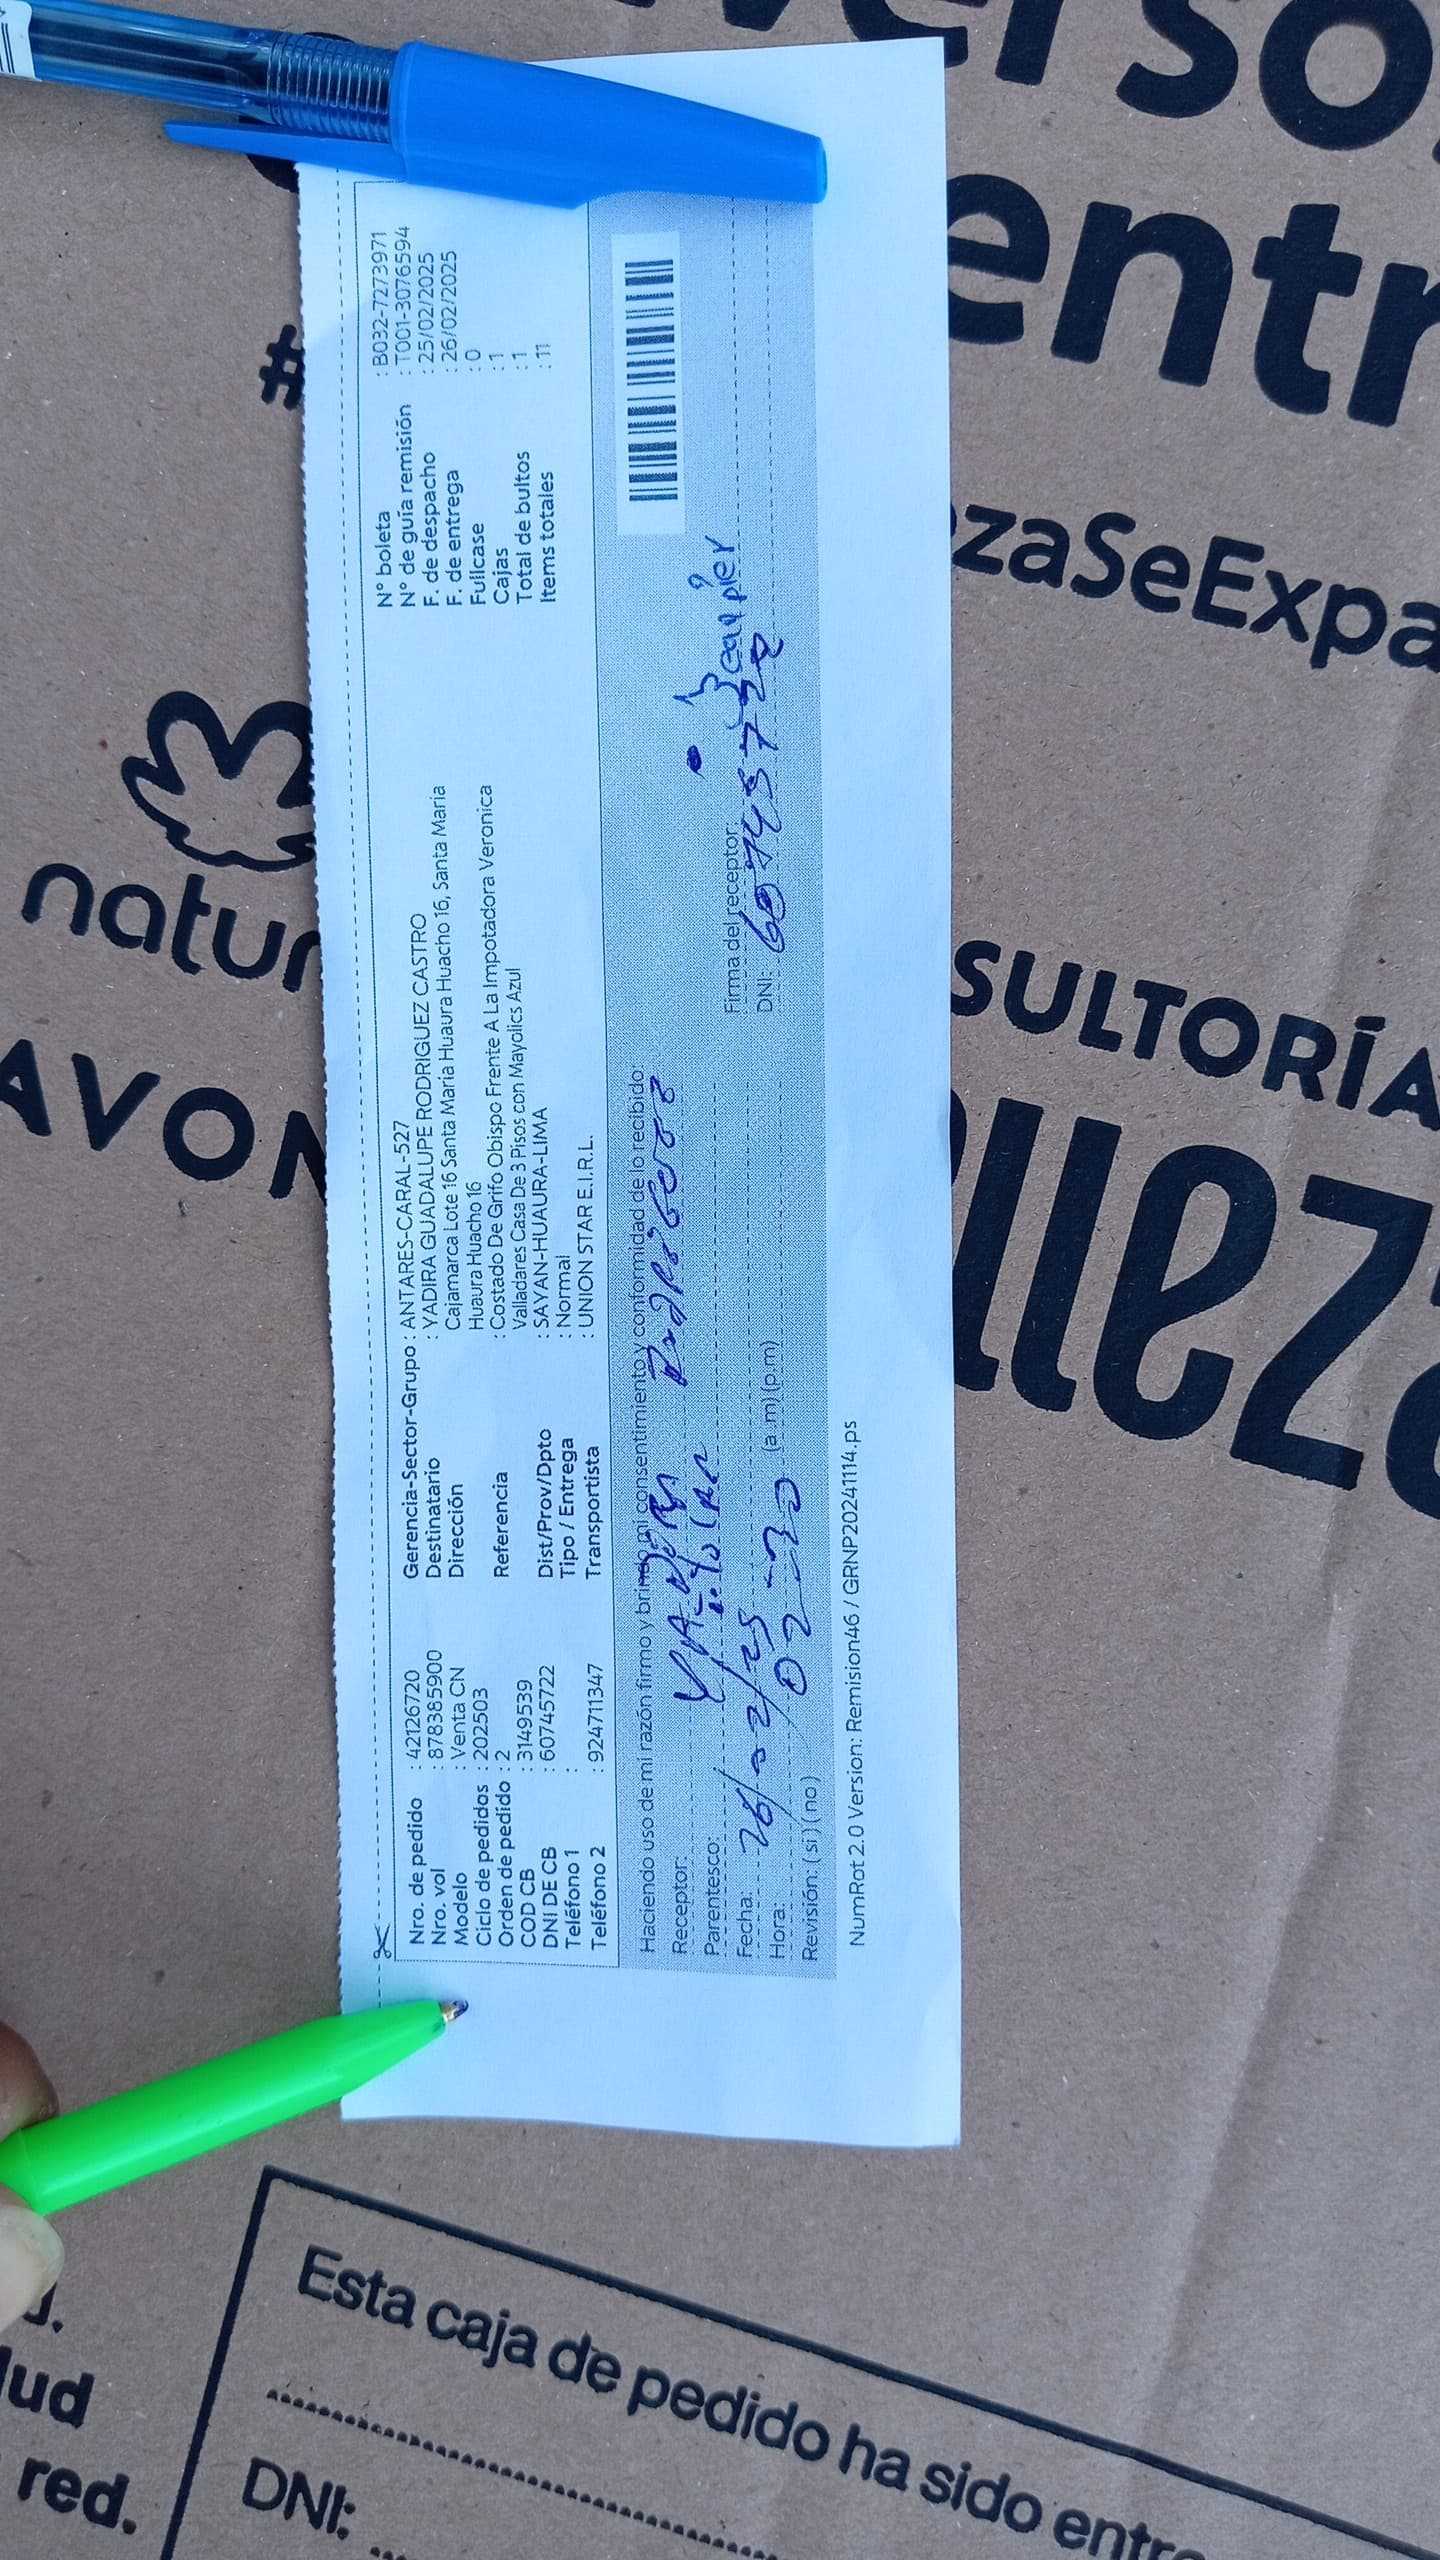 Nro. de pedido : 42126720
Nro. vol : 878385900
Modelo : Venta CN
Ciclo de pedidos : 202503
Orden de pedido : 2
COD CB : 3149539
DNI DE CB : 60745722
Teléfono 1 :
Teléfono 2 : 924711347
Gerencia-Sector-Grupo : ANTARES-CARAL-527
Destinatario : YADIRA GUADALUPE RODRIGUEZ CASTRO
Dirección Cajamarca Lote 16 Santa Maria Huaura Huacho 16, Santa Maria
Huaura Huacho 16
Referencia : Costado De Grifo Obispo Frente A La Impotadora Veronica
Valladares Casa De 3 Pisos con Mayolics Azul
Dist/Prov/Dpto : SAYAN-HUAURA-LIMA
Tipo / Entrega : Normal
Transportista : UNION STAR E.I.R.L.
N° boleta : B032-7273971
N° de guía remisión : T001-3076594
F. de despacho : 25/02/2025
F. de entrega : 26/02/2025
Fullcase : 0
Cajas : 1
Total de bultos : 1
Items totales : 11
Haciendo uso de mi razón firmo y brindo mi consentimiento y conformidad de lo recibido:
Receptor: YADIRA
Parentesco:
Fecha: 26/02/25
Hora: 02 30 (a.m) (p.m)
Revisión: ( si ) ( no )
Firma del receptor:
DNI: 60745722
NumRot 2.0 Version: Remision46 / GRNP20241114.ps
#
natur
AVON
entr
zaSeExpa
SULTORÍA
lleza
Esta caja de pedido ha sido entre
DNI:
red.